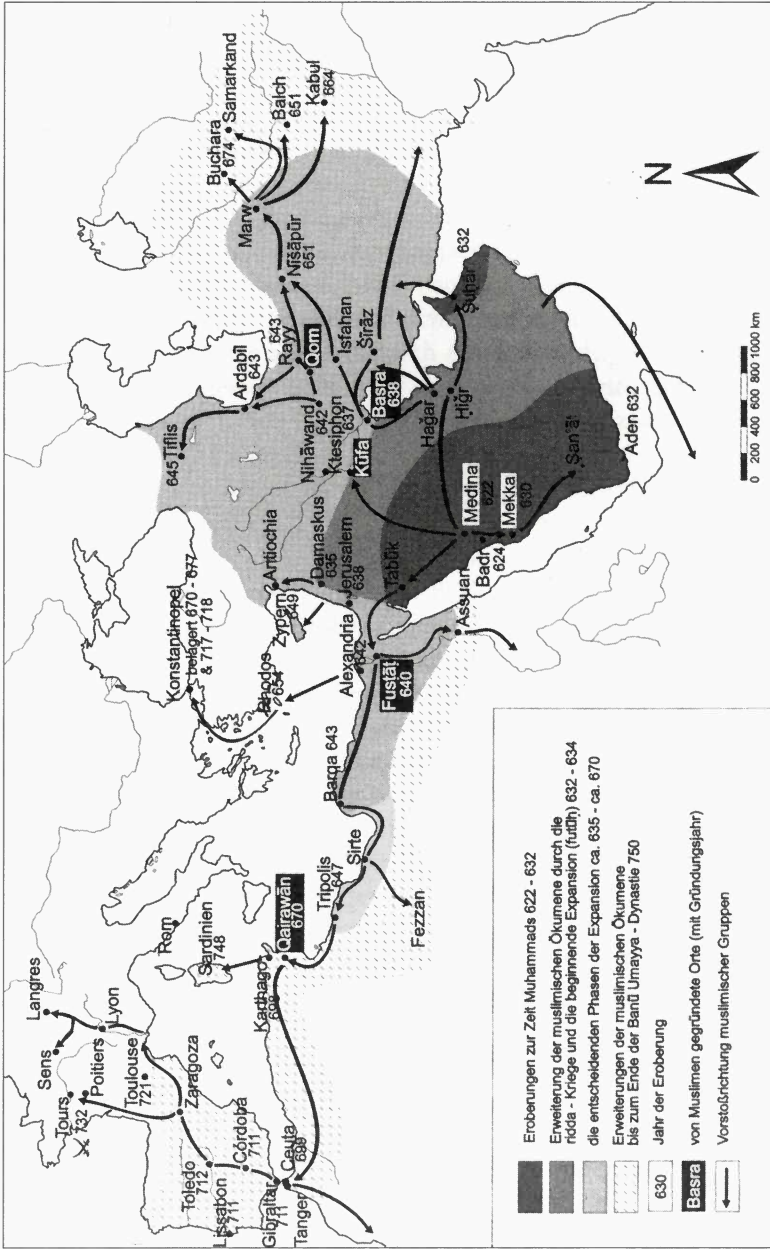 Langres
Sens
Tours
732
Poitiers
Lyon
Toulouse
721
Zaragoza
Toledo
712
Córdoba
711
Lissabon
711
Gibraltar
711
Ceuta
Tanger
Rom
Sardinien
748
Karthago
698
Qairawān
670
Tripolis
647
Sirte
Fezzan
Barqa 643
Konstantinopel
belagert 670 - 677
& 717 - 718
Rhodos
654
Zypern
649
Antiochia
Damaskus
635
Jerusalem
638
Alexandria
642
Fusṭāṭ
640
Assuan
Tabūk
Medina
622
Badr
624
Mekka
630
Ṣanʿāʾ
Aden 632
645 Tiflis
Ardabīl
643
Rayy
643
Qom
Nihāwand
642
Ktesiphon
637
Kūfa
Basra
638
Isfahan
Šīrāz
Haǧar
Ḥiǧr
Ṣuḥār
632
Nīšāpūr
651
Marw
Buchara
674
Samarkand
Balch
651
Kabul
664
N
0 200 400 600 800 1000 km
Eroberungen zur Zeit Muhammads 622 - 632
Erweiterung der muslimischen Ökumene durch die
ridda - Kriege und die beginnende Expansion (futūḥ) 632 - 634
die entscheidenden Phasen der Expansion ca. 635 - ca. 670
Erweiterungen der muslimischen Ökumene
bis zum Ende der Banū Umayya - Dynastie 750
630 Jahr der Eroberung
Basra von Muslimen gegründete Orte (mit Gründungsjahr)
Vorstoßrichtung muslimischer Gruppen